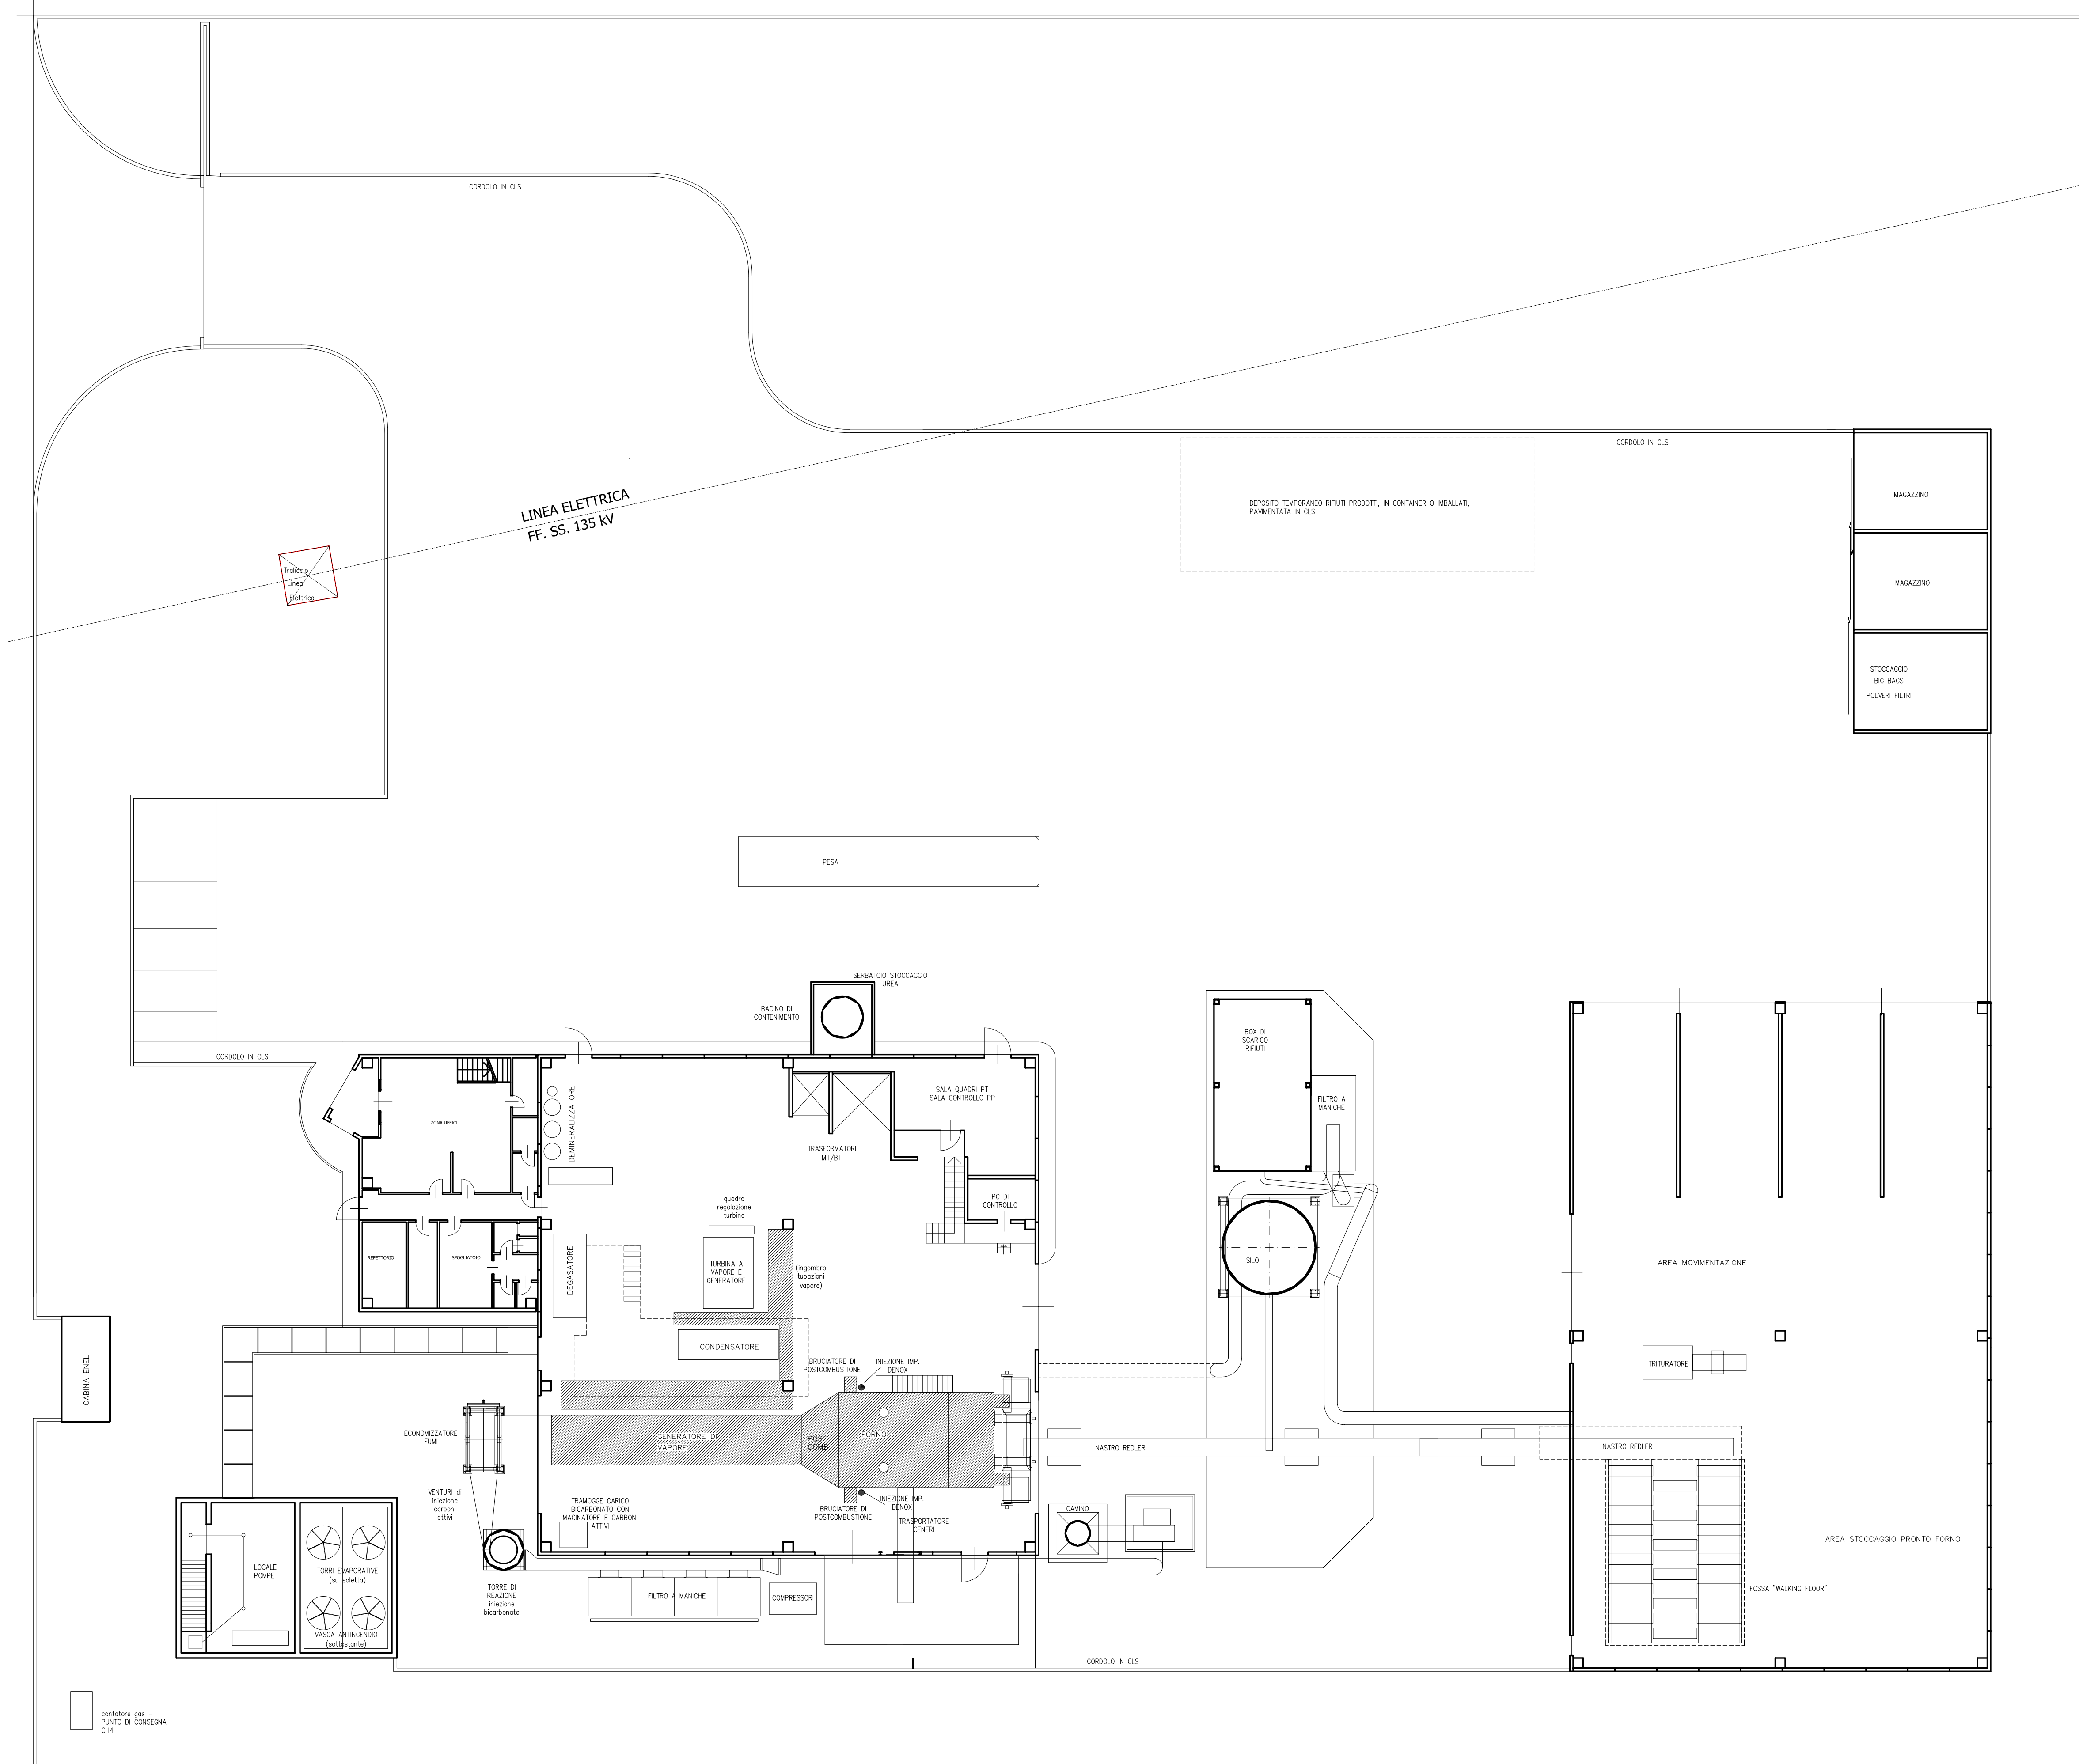 CORDOLO IN CLS
CORDOLO IN CLS
LINEA ELETTRICA
FF. SS. 135 kV
Traliccio
Linea
Elettrica
DEPOSITO TEMPORANEO RIFIUTI PRODOTTI, IN CONTAINER O IMBALLATI,
PAVIMENTATA IN CLS
MAGAZZINO
MAGAZZINO
STOCCAGGIO
BIG BAGS
POLVERI FILTRI
PESA
SERBATOIO STOCCAGGIO
UREA
BACINO DI
CONTENIMENTO
CORDOLO IN CLS
ZONA UFFICI
DEMINERALIZZATORE
TRASFORMATORI
MT/BT
SALA QUADRI PT
SALA CONTROLLO PP
PC DI
CONTROLLO
BOX DI
SCARICO
RIFIUTI
FILTRO A
MANICHE
SILO
REFETTORIO
SPOGLIATOIO
DEGASATORE
quadro
regolazione
turbina
TURBINA A
VAPORE E
GENERATORE
(ingombro
tubazioni
vapore)
CONDENSATORE
AREA MOVIMENTAZIONE
TRITURATORE
CABINA ENEL
BRUCIATORE DI
POSTCOMBUSTIONE
INIEZIONE IMP.
DENOX
ECONOMIZZATORE
FUMI
GENERATORE DI
VAPORE
POST
COMB.
FORNO
NASTRO REDLER
NASTRO REDLER
VENTURI di
iniezione
carboni
attivi
TRAMOGGE CARICO
BICARBONATO CON
MACINATORE E CARBONI
ATTIVI
BRUCIATORE DI
POSTCOMBUSTIONE
INIEZIONE IMP.
DENOX
TRASPORTATORE
CENERI
CAMINO
AREA STOCCAGGIO PRONTO FORNO
FOSSA "WALKING FLOOR"
LOCALE
POMPE
TORRI EVAPORATIVE
(su soletta)
VASCA ANTINCENDIO
(sottostante)
TORRE DI
REAZIONE
iniezione
bicarbonato
FILTRO A MANICHE
COMPRESSORI
CORDOLO IN CLS
contatore gas –
PUNTO DI CONSEGNA
CH4